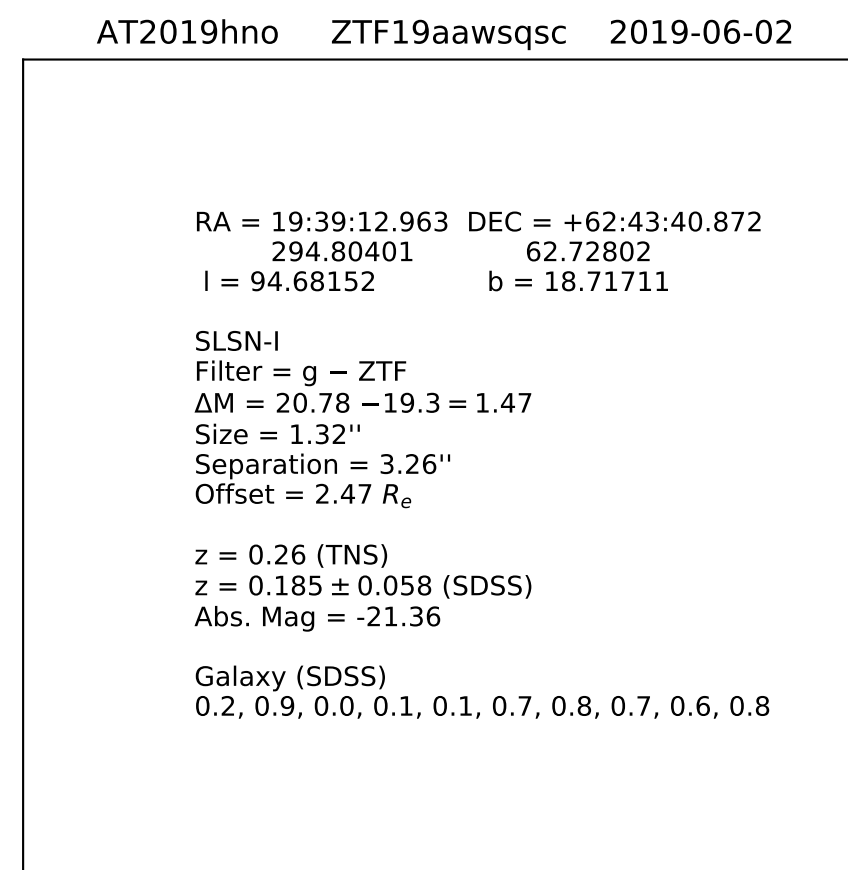 AT2019hno ZTF19aawsqsc 2019-06-02
RA = 19:39:12.963 DEC = +62:43:40.872
294.80401 62.72802
l = 94.68152 b = 18.71711
SLSN-I
Filter = g − ZTF
ΔM = 20.78 −19.3 = 1.47
Size = 1.32''
Separation = 3.26''
Offset = 2.47 Rₑ
z = 0.26 (TNS)
z = 0.185 ± 0.058 (SDSS)
Abs. Mag = -21.36
Galaxy (SDSS)
0.2, 0.9, 0.0, 0.1, 0.1, 0.7, 0.8, 0.7, 0.6, 0.8